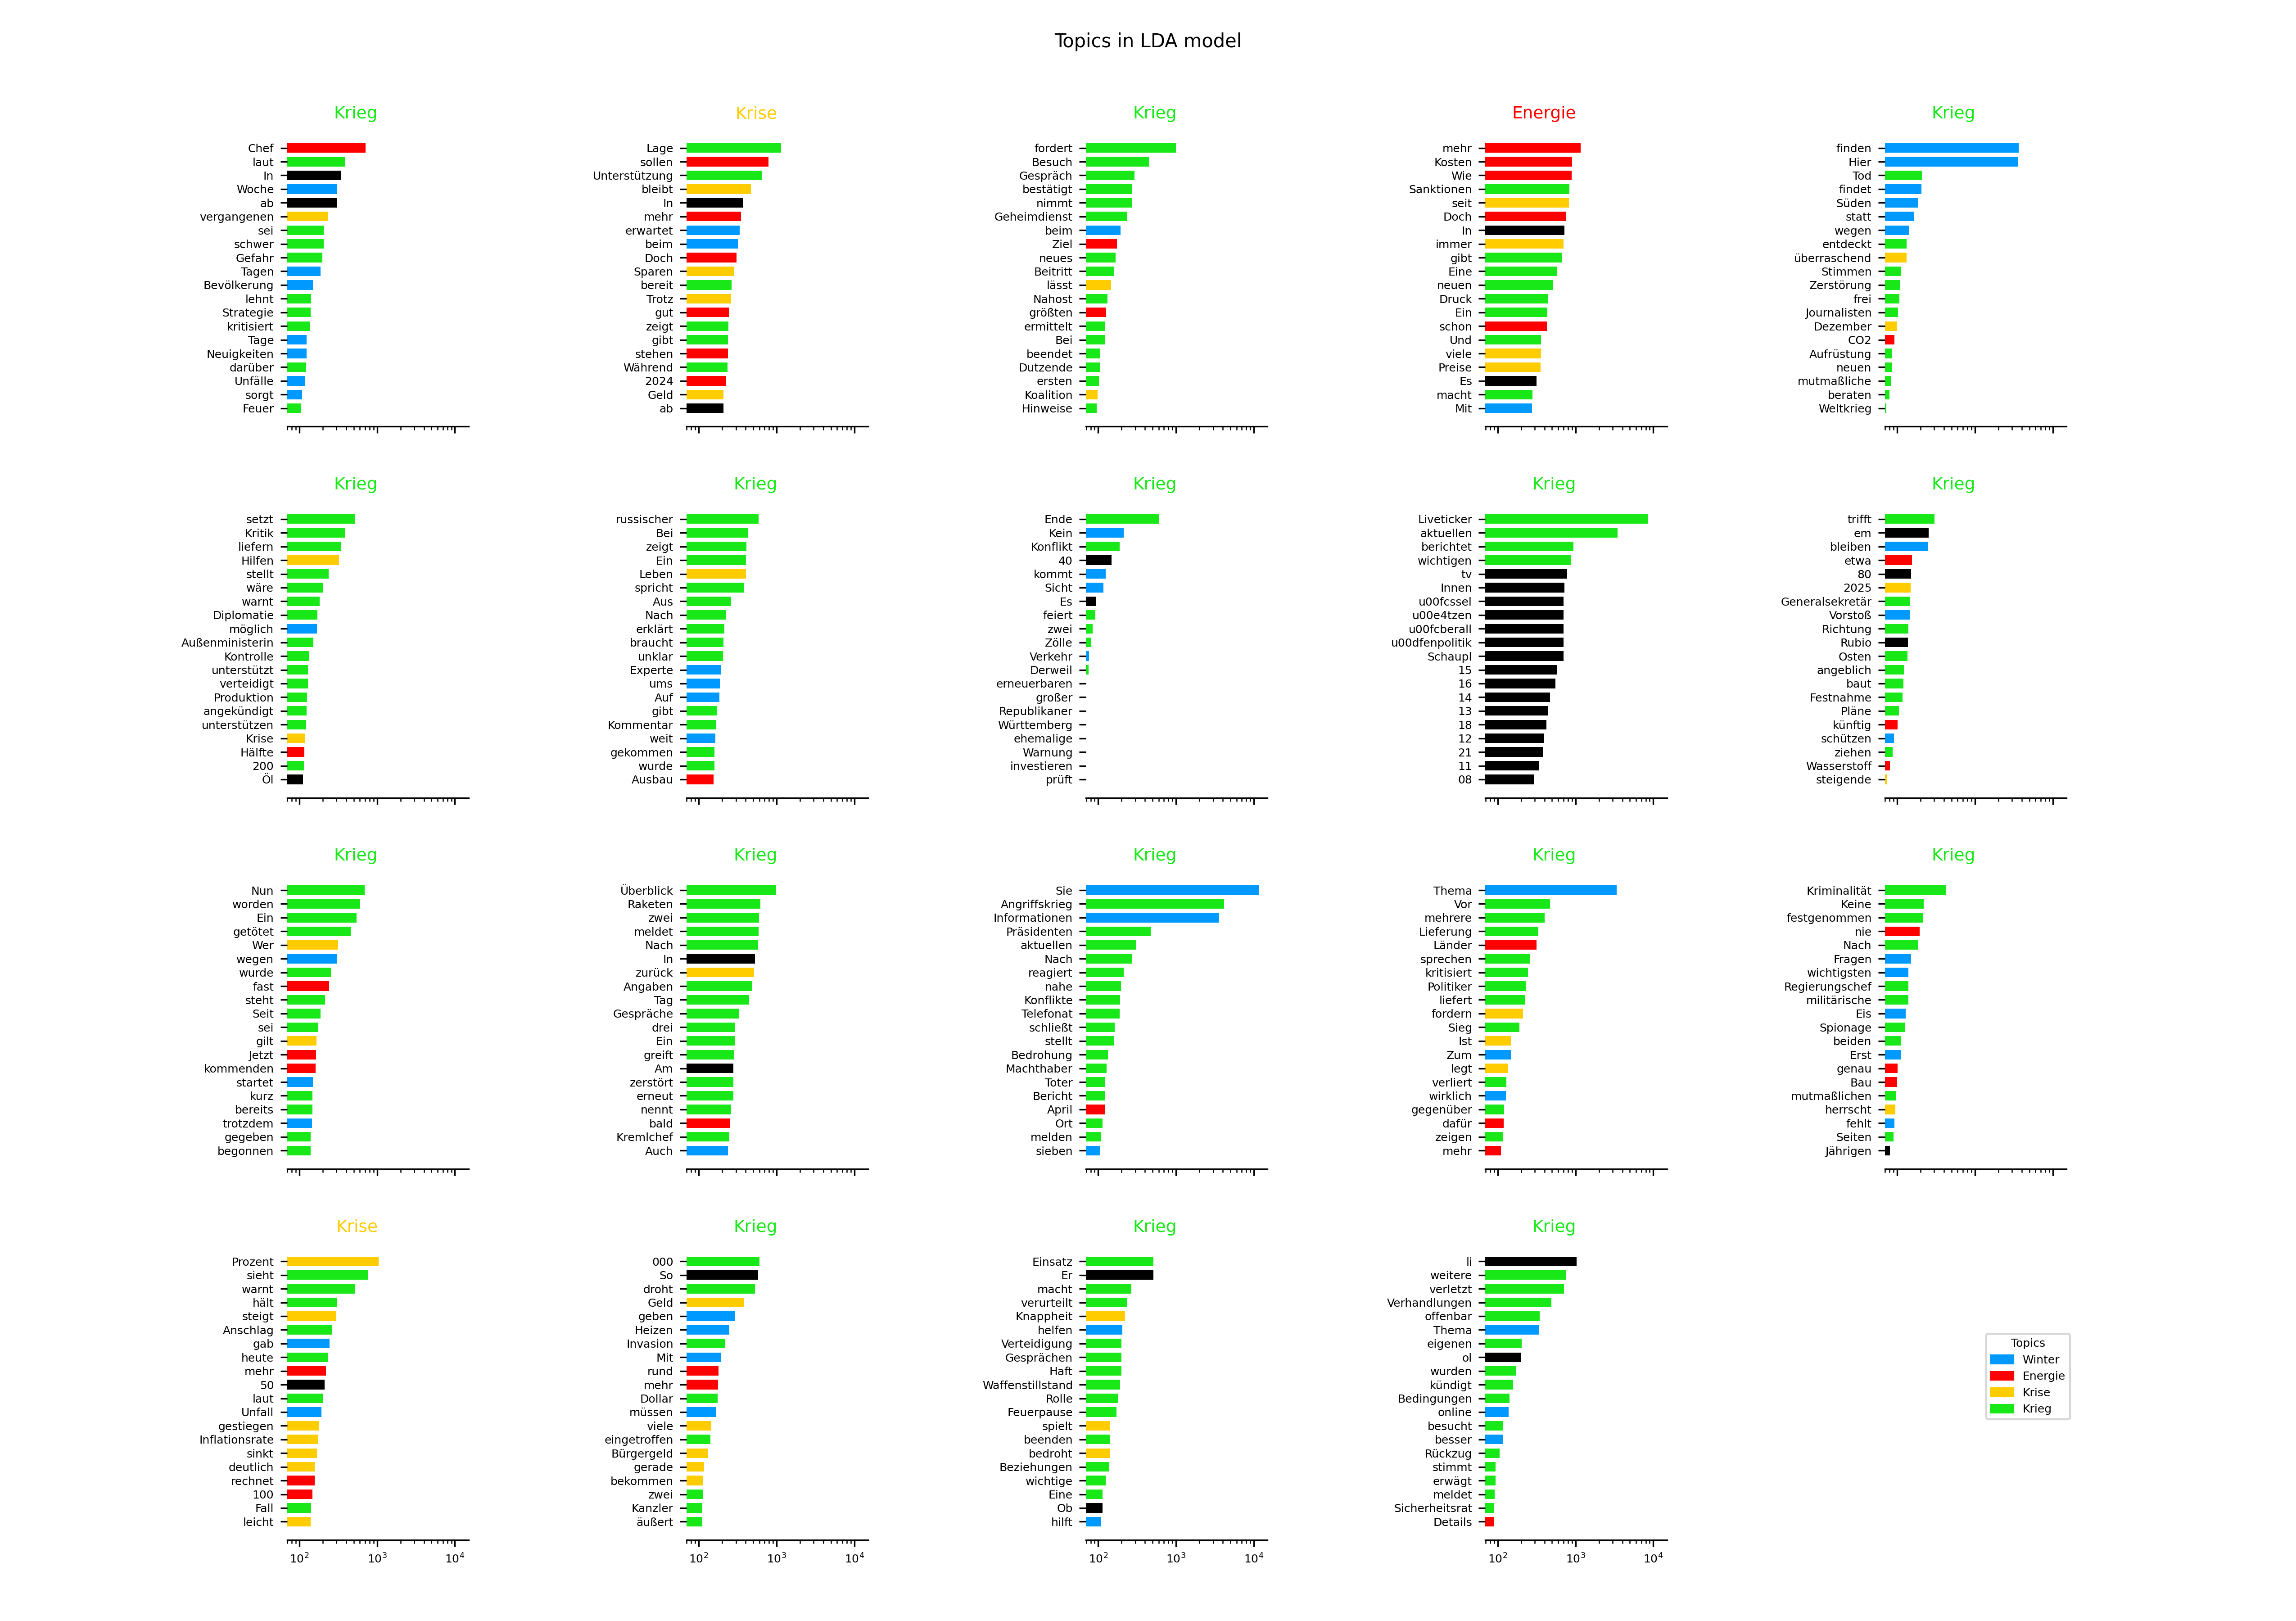 Topics in LDA model
Krieg
Chef
laut
In
Woche
ab
vergangenen
sei
schwer
Gefahr
Tagen
Bevölkerung
lehnt
Strategie
kritisiert
Tage
Neuigkeiten
darüber
Unfälle
sorgt
Feuer
Krise
Lage
sollen
Unterstützung
bleibt
In
mehr
erwartet
beim
Doch
Sparen
bereit
Trotz
gut
zeigt
gibt
stehen
Während
2024
Geld
ab
Krieg
fordert
Besuch
Gespräch
bestätigt
nimmt
Geheimdienst
beim
Ziel
neues
Beitritt
lässt
Nahost
größten
ermittelt
Bei
beendet
Dutzende
ersten
Koalition
Hinweise
Energie
mehr
Kosten
Wie
Sanktionen
seit
Doch
In
immer
gibt
Eine
neuen
Druck
Ein
schon
Und
viele
Preise
Es
macht
Mit
Krieg
finden
Hier
Tod
findet
Süden
statt
wegen
entdeckt
überraschend
Stimmen
Zerstörung
frei
Journalisten
Dezember
CO2
Aufrüstung
neuen
mutmaßliche
beraten
Weltkrieg
Krieg
setzt
Kritik
liefern
Hilfen
stellt
wäre
warnt
Diplomatie
möglich
Außenministerin
Kontrolle
unterstützt
verteidigt
Produktion
angekündigt
unterstützen
Krise
Hälfte
200
Öl
Krieg
russischer
Bei
zeigt
Ein
Leben
spricht
Aus
Nach
erklärt
braucht
unklar
Experte
ums
Auf
gibt
Kommentar
weit
gekommen
wurde
Ausbau
Krieg
Ende
Kein
Konflikt
40
kommt
Sicht
Es
feiert
zwei
Zölle
Verkehr
Derweil
erneuerbaren
großer
Republikaner
Württemberg
ehemalige
Warnung
investieren
prüft
Krieg
Liveticker
aktuellen
berichtet
wichtigen
tv
Innen
u00fcssel
u00e4tzen
u00fcberall
u00dfenpolitik
Schaupl
15
16
14
13
18
12
21
11
08
Krieg
trifft
em
bleiben
etwa
80
2025
Generalsekretär
Vorstoß
Richtung
Rubio
Osten
angeblich
baut
Festnahme
Pläne
künftig
schützen
ziehen
Wasserstoff
steigende
Krieg
Nun
worden
Ein
getötet
Wer
wegen
wurde
fast
steht
Seit
sei
gilt
Jetzt
kommenden
startet
kurz
bereits
trotzdem
gegeben
begonnen
Krieg
Überblick
Raketen
zwei
meldet
Nach
In
zurück
Angaben
Tag
Gespräche
drei
Ein
greift
Am
zerstört
erneut
nennt
bald
Kremlchef
Auch
Krieg
Sie
Angriffskrieg
Informationen
Präsidenten
aktuellen
Nach
reagiert
nahe
Konflikte
Telefonat
schließt
stellt
Bedrohung
Machthaber
Toter
Bericht
April
Ort
melden
sieben
Krieg
Thema
Vor
mehrere
Lieferung
Länder
sprechen
kritisiert
Politiker
liefert
fordern
Sieg
Ist
Zum
legt
verliert
wirklich
gegenüber
dafür
zeigen
mehr
Krieg
Kriminalität
Keine
festgenommen
nie
Nach
Fragen
wichtigsten
Regierungschef
militärische
Eis
Spionage
beiden
Erst
genau
Bau
mutmaßlichen
herrscht
fehlt
Seiten
Jährigen
Krise
Prozent
sieht
warnt
hält
steigt
Anschlag
gab
heute
mehr
50
laut
Unfall
gestiegen
Inflationsrate
sinkt
deutlich
rechnet
100
Fall
leicht
10² 10³ 10⁴
Krieg
000
So
droht
Geld
geben
Heizen
Invasion
Mit
rund
mehr
Dollar
müssen
viele
eingetroffen
Bürgergeld
gerade
bekommen
zwei
Kanzler
äußert
10² 10³ 10⁴
Krieg
Einsatz
Er
macht
verurteilt
Knappheit
helfen
Verteidigung
Gesprächen
Haft
Waffenstillstand
Rolle
Feuerpause
spielt
beenden
bedroht
Beziehungen
wichtige
Eine
Ob
hilft
10² 10³ 10⁴
Krieg
li
weitere
verletzt
Verhandlungen
offenbar
Thema
eigenen
ol
wurden
kündigt
Bedingungen
online
besucht
besser
Rückzug
stimmt
erwägt
meldet
Sicherheitsrat
Details
10² 10³ 10⁴
Topics
Winter
Energie
Krise
Krieg